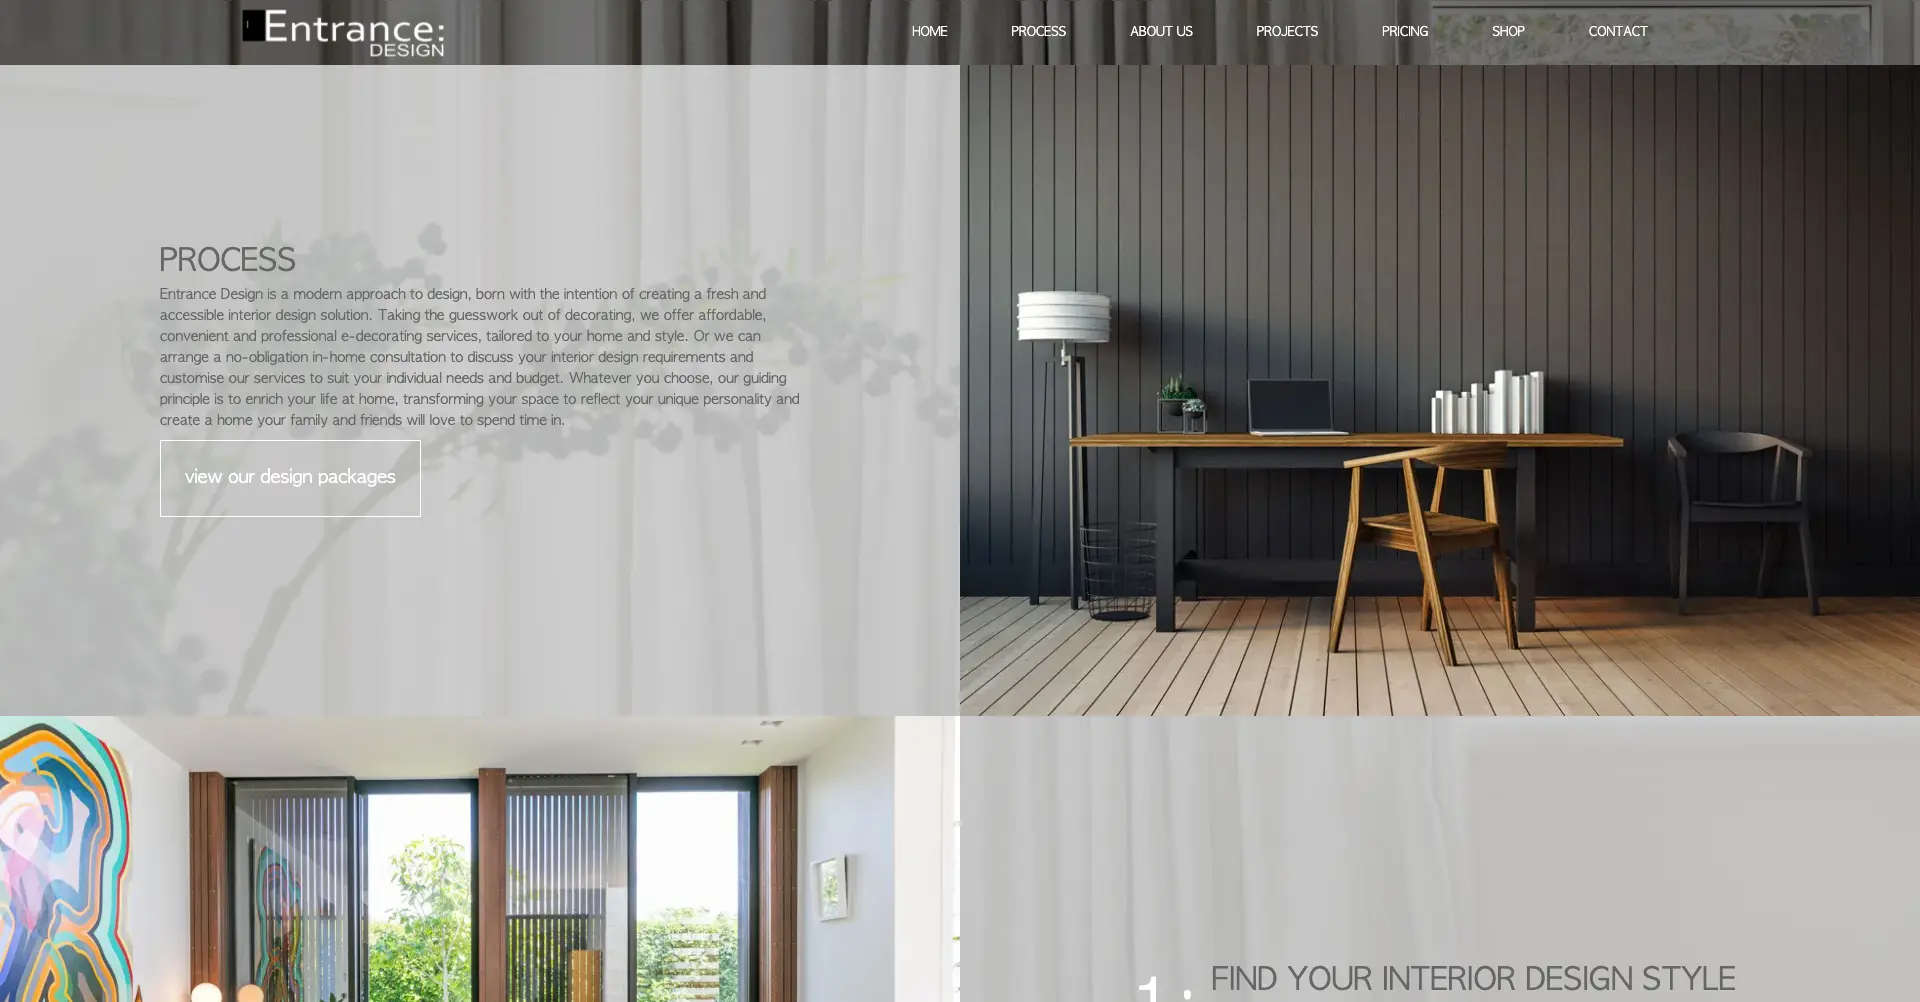 Entrance:
DESIGN
HOME
PROCESS
ABOUT US
PROJECTS
PRICING
SHOP
CONTACT
PROCESS
Entrance Design is a modern approach to design, born with the intention of creating a fresh and
accessible interior design solution. Taking the guesswork out of decorating, we offer affordable,
convenient and professional e-decorating services, tailored to your home and style. Or we can
arrange a no-obligation in-home consultation to discuss your interior design requirements and
customise our services to suit your individual needs and budget. Whatever you choose, our guiding
principle is to enrich your life at home, transforming your space to reflect your unique personality and
create a home your family and friends will love to spend time in.
view our design packages
1:
FIND YOUR INTERIOR DESIGN STYLE